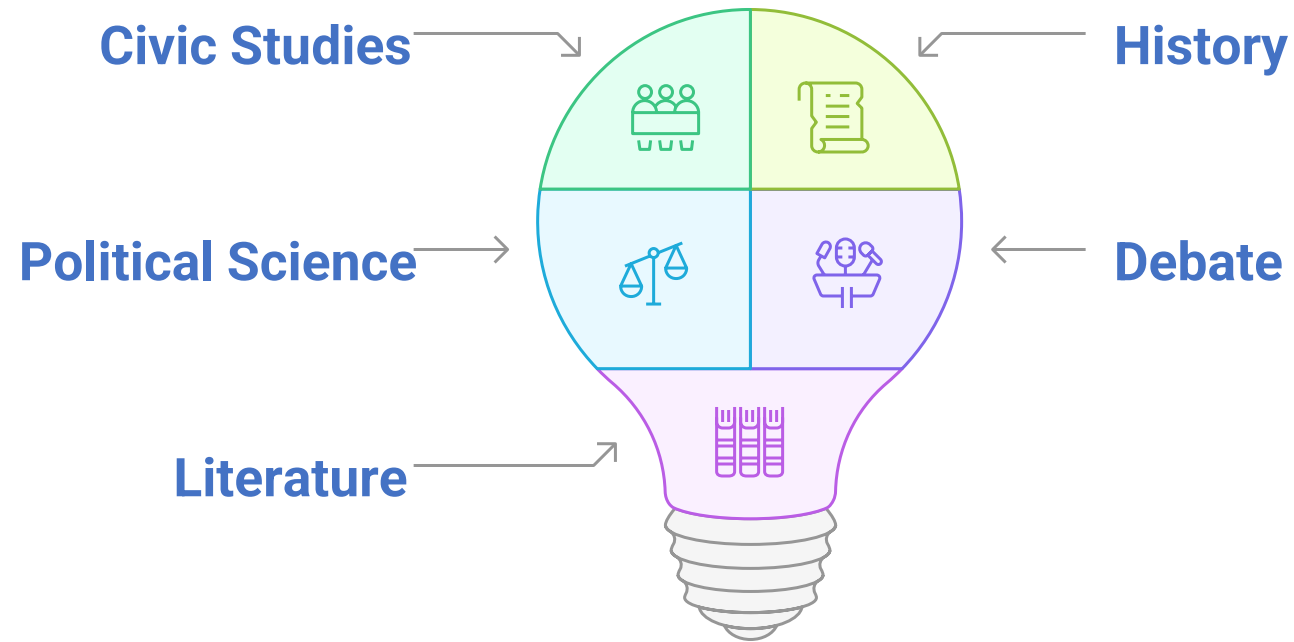 Civic Studies
History
Political Science
Debate
Literature